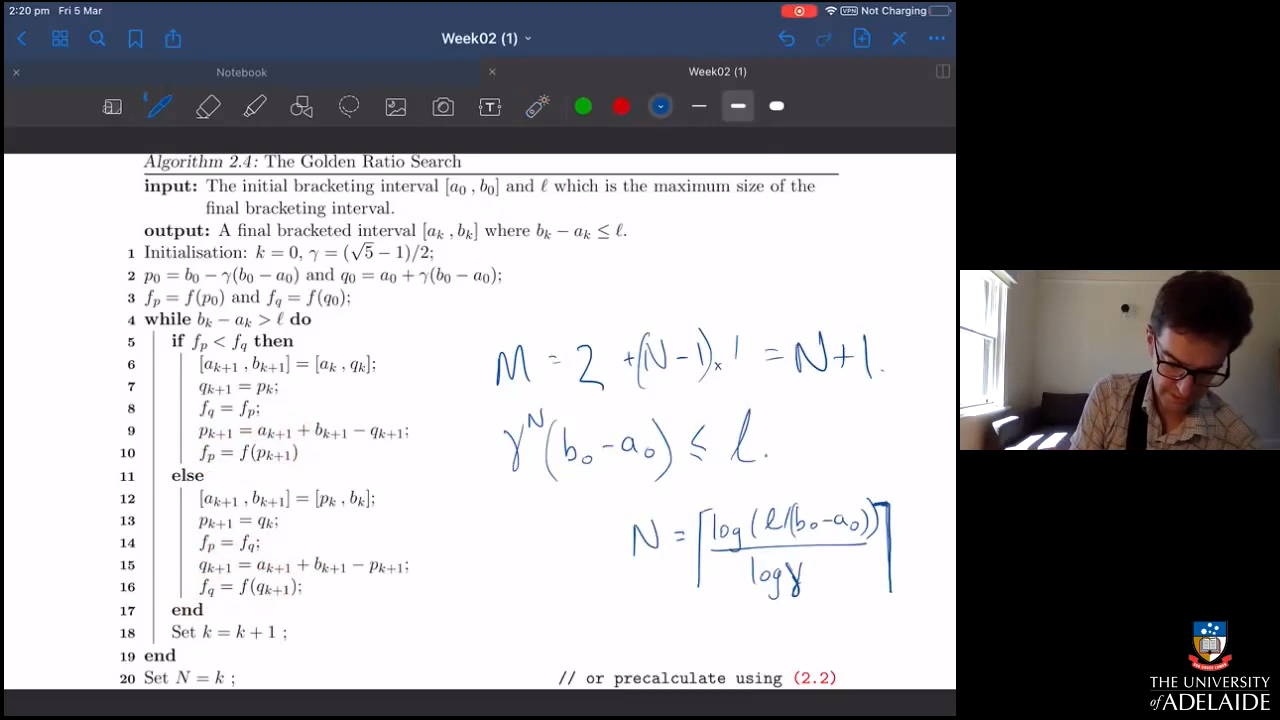 2:20 pm Fri 5 Mar
VPN Not Charging
Week02 (1)
Notebook
Week02 (1)
Algorithm 2.4: The Golden Ratio Search
input: The initial bracketing interval [a₀ , b₀] and ℓ which is the maximum size of the
final bracketing interval.
output: A final bracketed interval [aₖ , bₖ] where bₖ − aₖ ≤ ℓ.
1 Initialisation: k = 0, γ = (√5 − 1)/2;
2 p₀ = b₀ − γ(b₀ − a₀) and q₀ = a₀ + γ(b₀ − a₀);
3 fₚ = f(p₀) and f_q = f(q₀);
4 while bₖ − aₖ > ℓ do
5 if fₚ < f_q then
6 [aₖ₊₁ , bₖ₊₁] = [aₖ , qₖ];
7 qₖ₊₁ = pₖ;
8 f_q = fₚ;
9 pₖ₊₁ = aₖ₊₁ + bₖ₊₁ − qₖ₊₁;
10 fₚ = f(pₖ₊₁)
11 else
12 [aₖ₊₁ , bₖ₊₁] = [pₖ , bₖ];
13 pₖ₊₁ = qₖ;
14 fₚ = f_q;
15 qₖ₊₁ = aₖ₊₁ + bₖ₊₁ − pₖ₊₁;
16 f_q = f(qₖ₊₁);
17 end
18 Set k = k + 1 ;
19 end
20 Set N = k ; // or precalculate using (2.2)
M = 2 +(N − 1)× 1 = N+1.
γᴺ(b₀ − a₀) ≤ ℓ.
N = ⌈log(ℓ/(b₀−a₀)) / log γ⌉
THE UNIVERSITY
of ADELAIDE